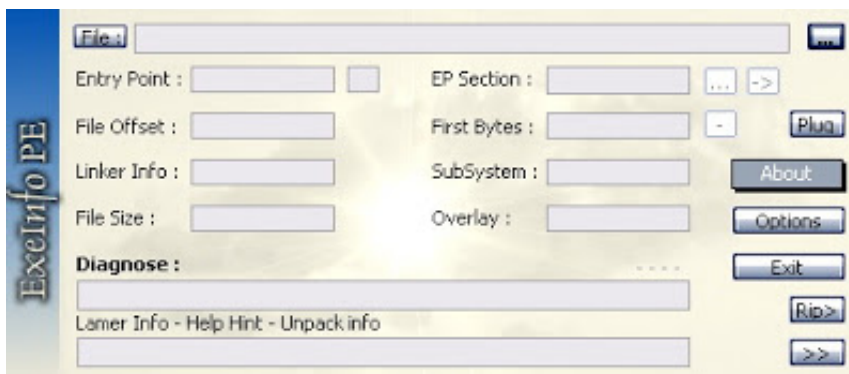 File :
...
Entry Point :
EP Section :
...
->
File Offset :
First Bytes :
-
Plug
Linker Info :
SubSystem :
About
File Size :
Overlay :
Options
Diagnose :
- - - -
Exit
Lamer Info - Help Hint - Unpack info
Rip>
>>
ExeInfo PE